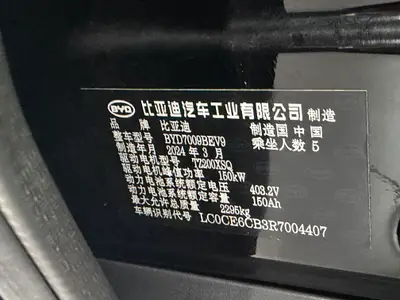 BYD 比亚迪汽车工业有限公司 制造
品 牌 比亚迪 制造国 中国
整车型号 BYD7009BEV9 乘坐人数 5
制造年月 2024 年 3 月
驱动电机型号 TZ200XSQ
驱动电机峰值功率 150kW
动力电池系统额定电压 403.2V
动力电池系统额定容量 150Ah
最大允许总质量 2295kg
车辆识别代号 LC0CE6CB3R7004407